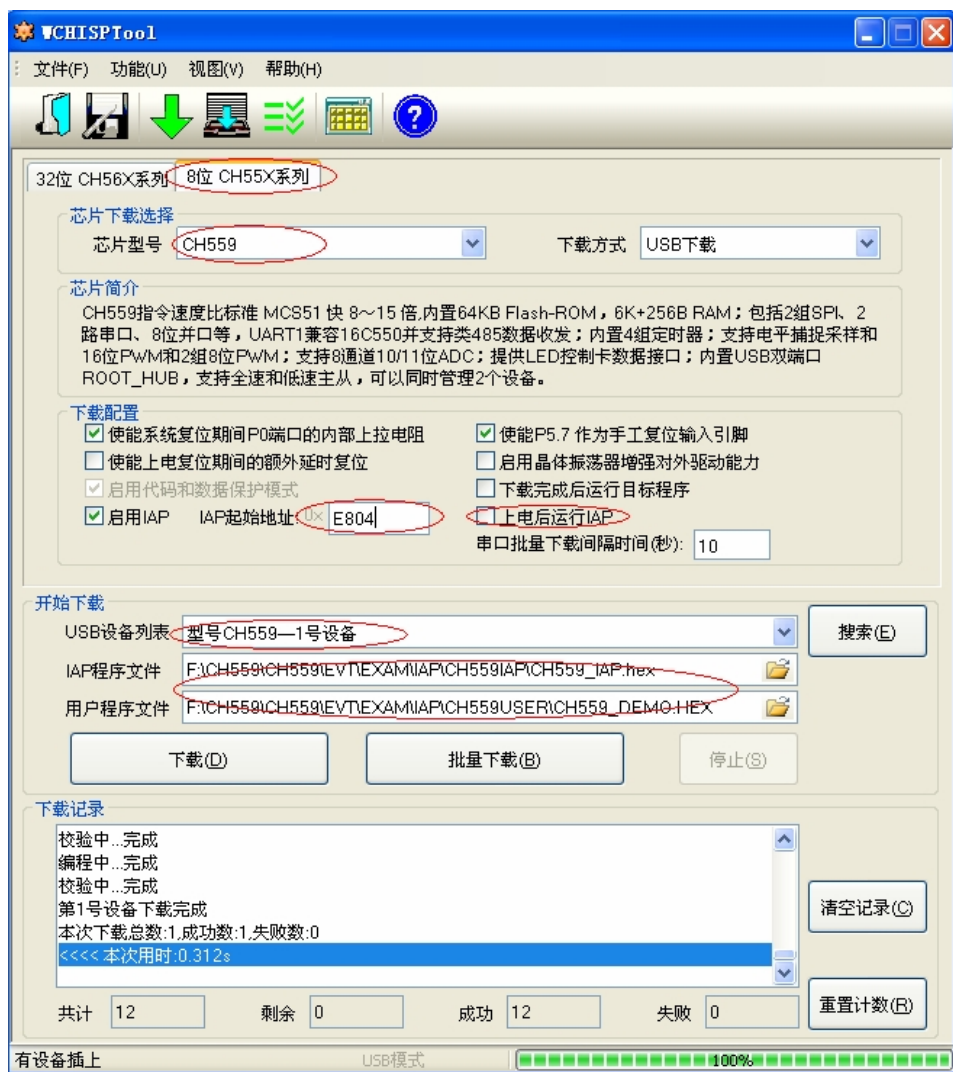 WCHISPTool
文件(F) 功能(U) 视图(V) 帮助(H)
32位 CH56X系列 8位 CH55X系列
芯片下载选择
芯片型号 CH559 下载方式 USB下载
芯片简介
CH559指令速度比标准 MCS51 快 8～15 倍,内置64KB Flash-ROM，6K+256B RAM；包括2组SPI、2
路串口、8位并口等，UART1兼容16C550并支持类485数据收发；内置4组定时器；支持电平捕捉采样和
16位PWM和2组8位PWM；支持8通道10/11位ADC；提供LED控制卡数据接口；内置USB双端口
ROOT_HUB，支持全速和低速主从，可以同时管理2个设备。
下载配置
使能系统复位期间P0端口的内部上拉电阻 使能P5.7 作为手工复位输入引脚
使能上电复位期间的额外延时复位 启用晶体振荡器增强对外驱动能力
启用代码和数据保护模式 下载完成后运行目标程序
启用IAP IAP起始地址: 0x E804 上电后运行IAP
串口批量下载间隔时间(秒): 10
开始下载
USB设备列表 型号CH559—1号设备 搜索(E)
IAP程序文件 F:\CH559\CH559\EVT\EXAM\IAP\CH559IAP\CH559_IAP.hex
用户程序文件 F:\CH559\CH559\EVT\EXAM\IAP\CH559USER\CH559_DEMO.HEX
下载(D) 批量下载(B) 停止(S)
下载记录
校验中...完成
编程中...完成
校验中...完成
第1号设备下载完成
本次下载总数:1,成功数:1,失败数:0
<<<< 本次用时:0.312s
清空记录(C)
共计 12 剩余 0 成功 12 失败 0 重置计数(R)
有设备插上 USB模式 100%